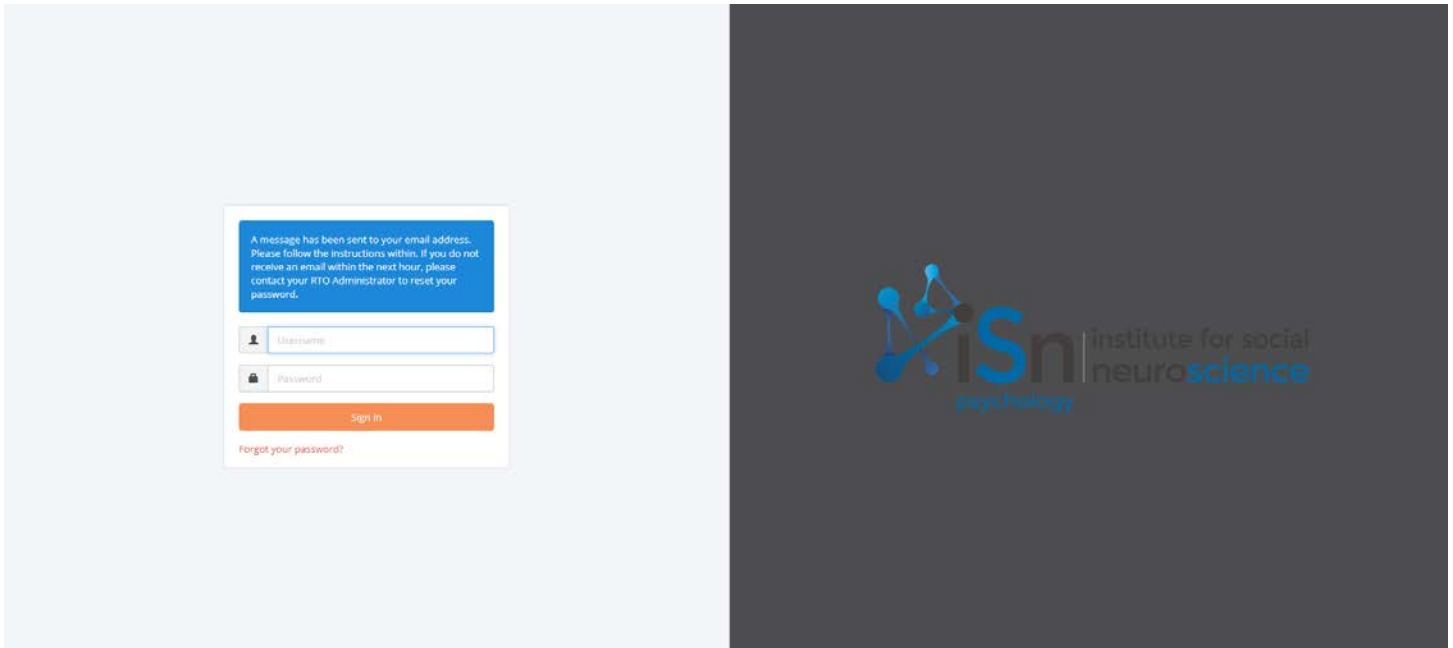 A message has been sent to your email address.
Please follow the instructions within. If you do not
receive an email within the next hour, please
contact your RTO Administrator to reset your
password.
Username
Password
Sign in
Forgot your password?
iSn
institute for social
neuroscience
psychology